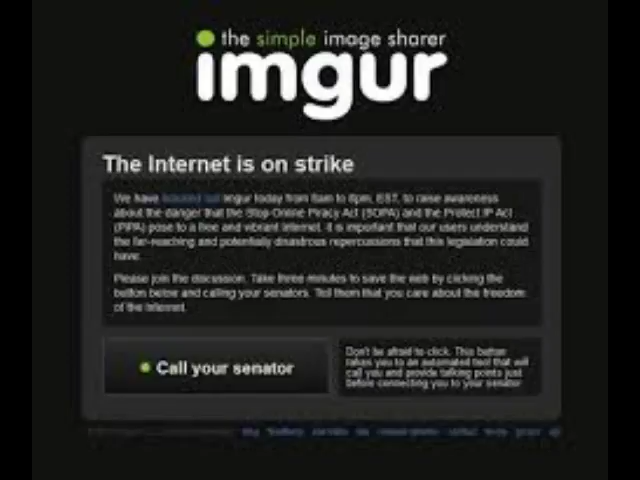 the simple image sharer
imgur
The Internet is on strike
We have blacked out Imgur today from 8am to 8pm, EST, to raise awareness
about the danger that the Stop Online Piracy Act (SOPA) and the Protect IP Act
(PIPA) pose to a free and vibrant internet. It is important that our users understand
the far-reaching and potentially disastrous repercussions that this legislation could
have.
Please join the discussion. Take three minutes to save the web by clicking the
button below and calling your senators. Tell them that you care about the freedom
of the Internet.
Call your senator
Don't be afraid to click. This button
takes you to an automated tool that will
call you and provide talking points just
before connecting you to your senator